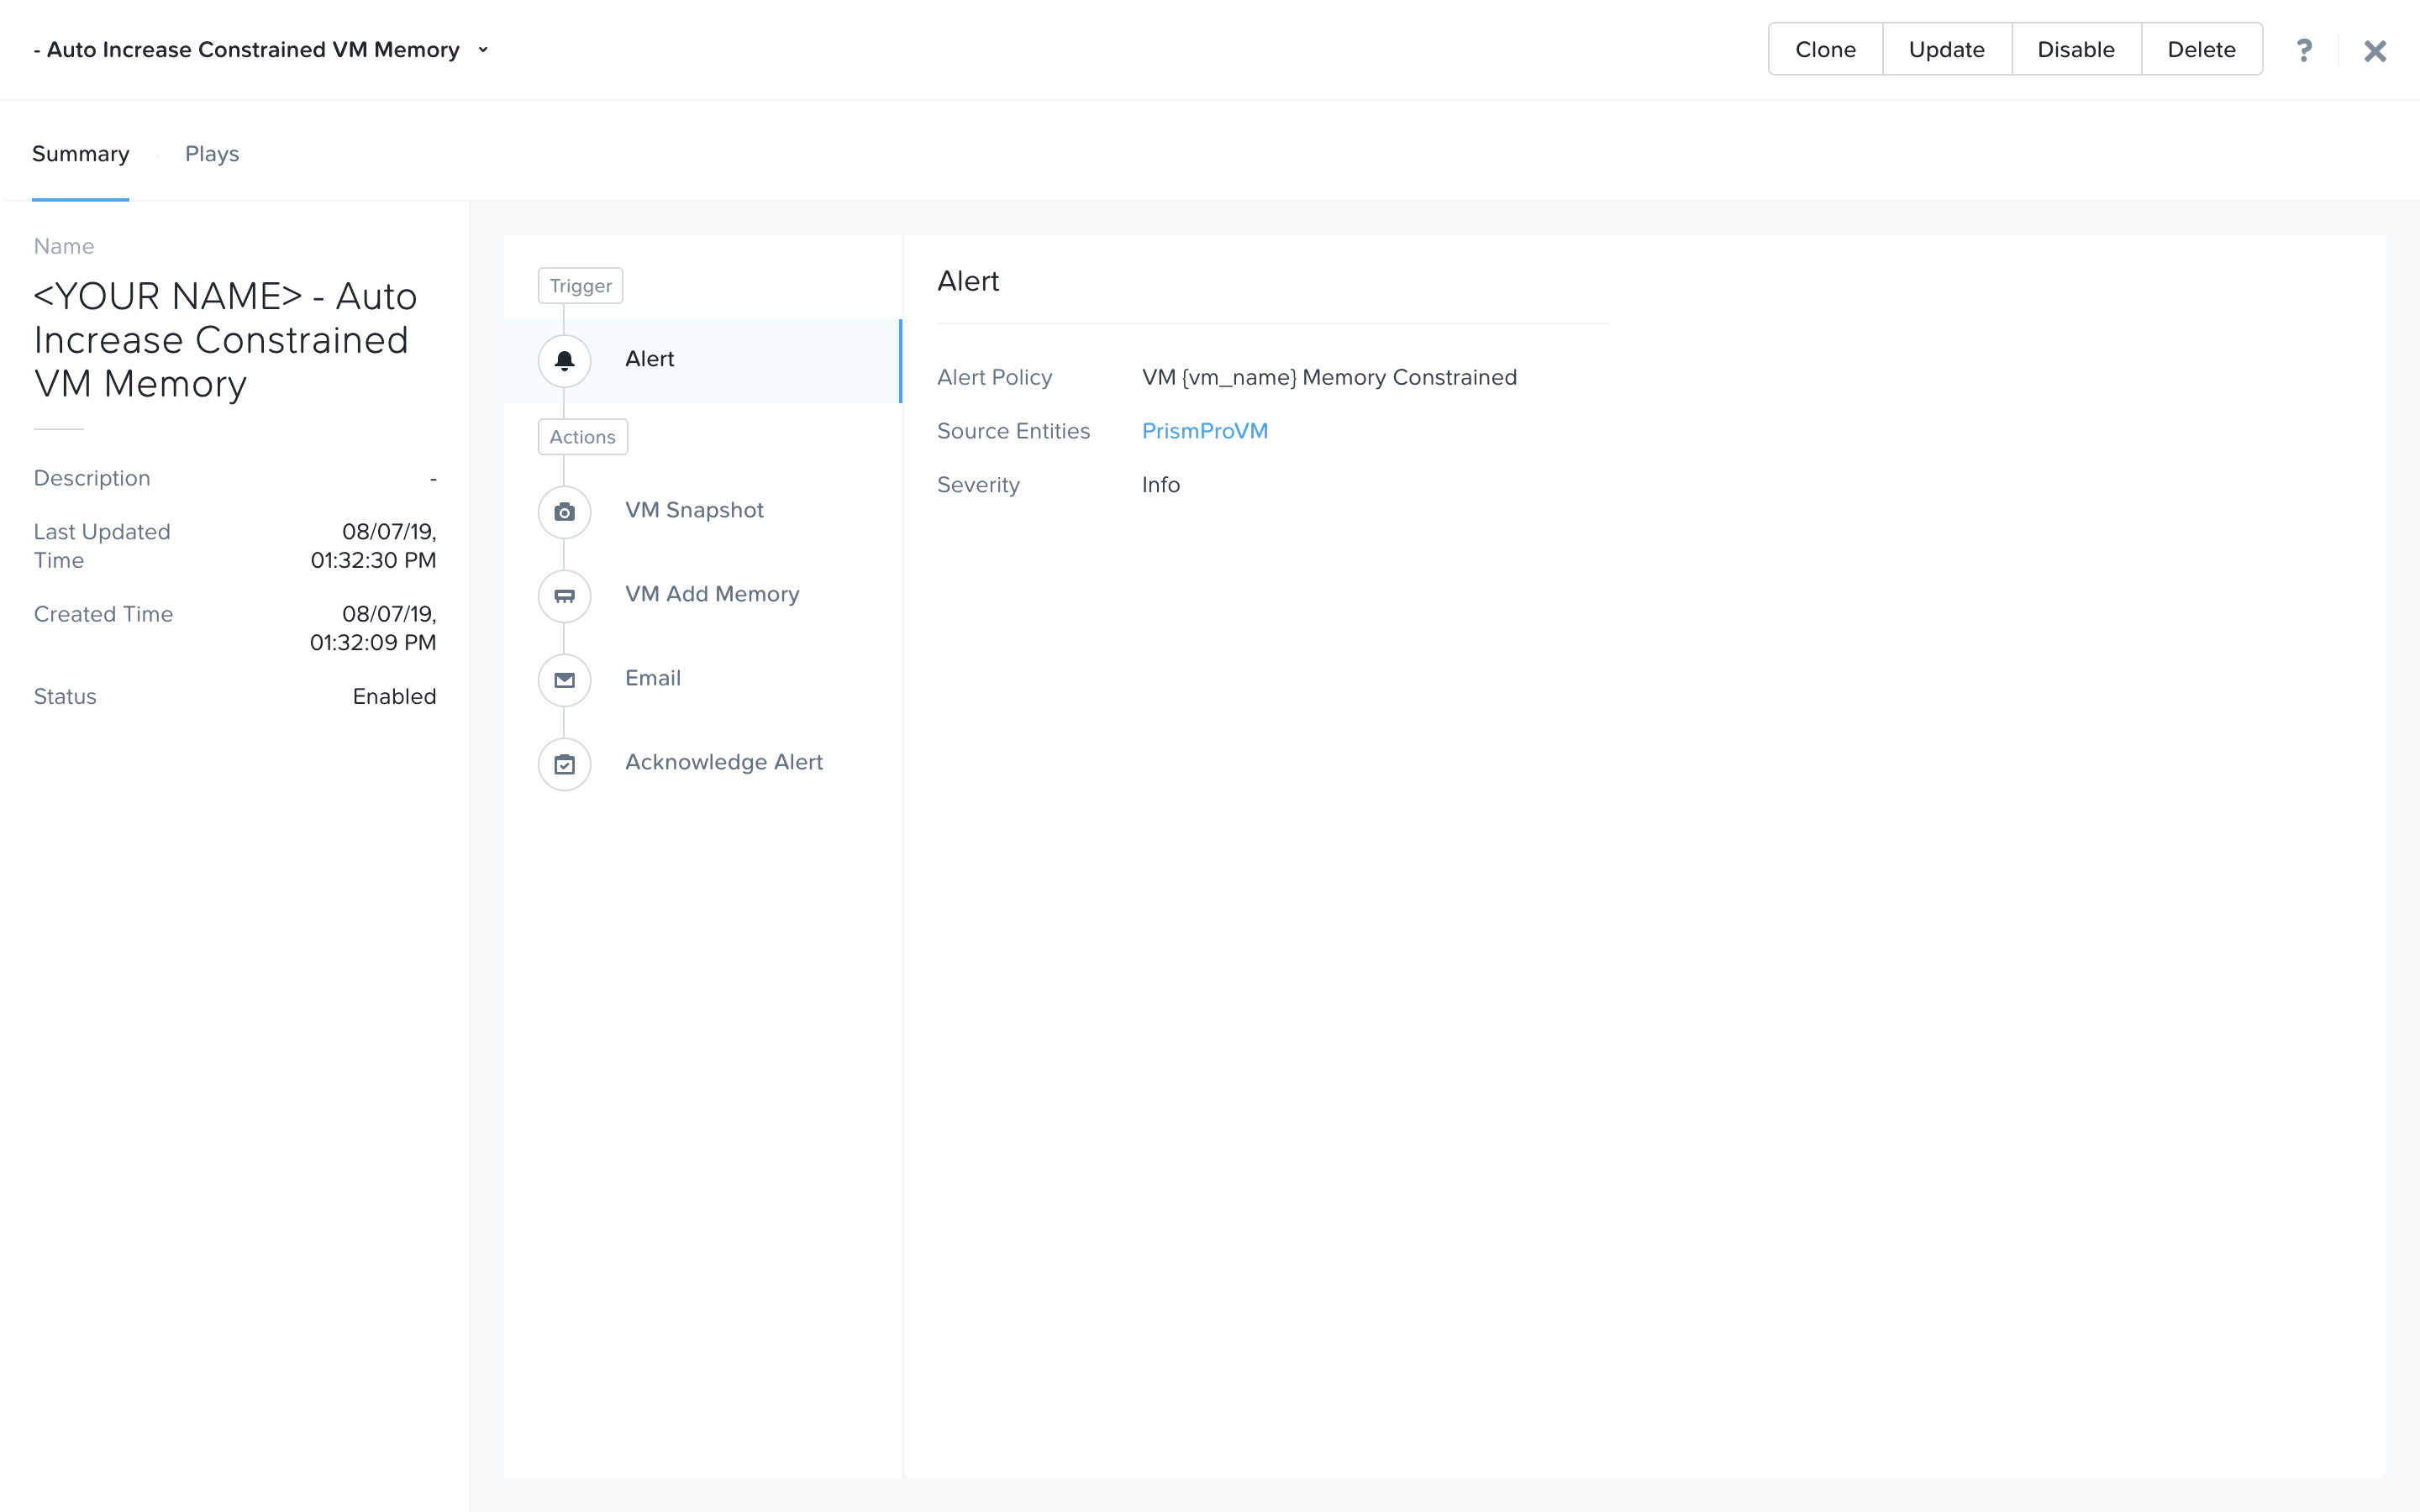 - Auto Increase Constrained VM Memory
Clone Update Disable Delete ?
Summary Plays
Name
<YOUR NAME> - Auto
Increase Constrained
VM Memory
Description -
Last Updated 08/07/19,
Time 01:32:30 PM
Created Time 08/07/19,
01:32:09 PM
Status Enabled
Trigger
Alert
Actions
VM Snapshot
VM Add Memory
Email
Acknowledge Alert
Alert
Alert Policy VM {vm_name} Memory Constrained
Source Entities PrismProVM
Severity Info